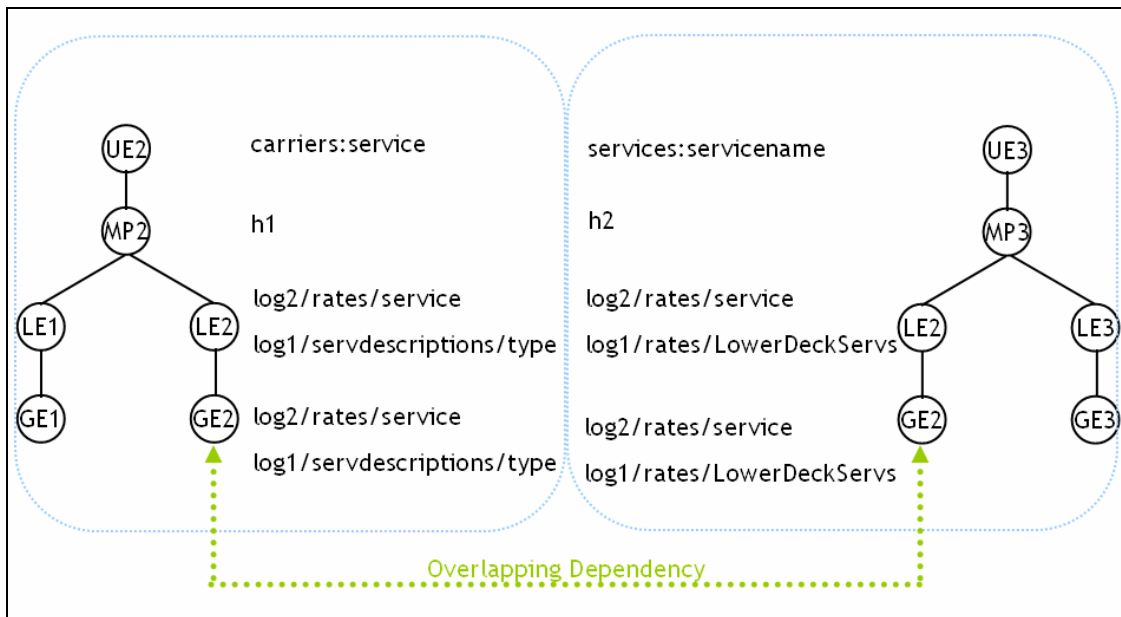 UE2 carriers:service
MP2 h1
LE1 LE2 log2/rates/service
log1/servdescriptions/type
GE1 GE2 log2/rates/service
log1/servdescriptions/type
services:servicename UE3
h2 MP3
log2/rates/service LE2 LE3
log1/rates/LowerDeckServs
log2/rates/service GE2 GE3
log1/rates/LowerDeckServs
Overlapping Dependency